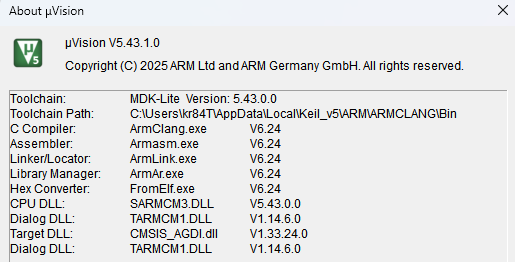 About µVision
µ
V5
µVision V5.43.1.0
Copyright (C) 2025 ARM Ltd and ARM Germany GmbH. All rights reserved.
Toolchain: MDK-Lite Version: 5.43.0.0
Toolchain Path: C:\Users\kr84T\AppData\Local\Keil_v5\ARM\ARMCLANG\Bin
C Compiler: ArmClang.exe V6.24
Assembler: Armasm.exe V6.24
Linker/Locator: ArmLink.exe V6.24
Library Manager: ArmAr.exe V6.24
Hex Converter: FromElf.exe V6.24
CPU DLL: SARMCM3.DLL V5.43.0.0
Dialog DLL: TARMCM1.DLL V1.14.6.0
Target DLL: CMSIS_AGDI.dll V1.33.24.0
Dialog DLL: TARMCM1.DLL V1.14.6.0